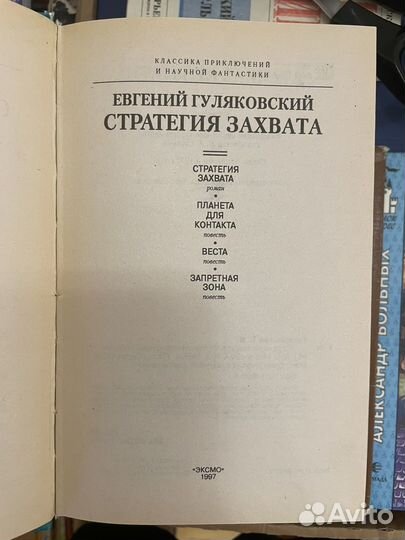 КЛАССИКА ПРИКЛЮЧЕНИЙ
И НАУЧНОЙ ФАНТАСТИКИ
ЕВГЕНИЙ ГУЛЯКОВСКИЙ
СТРАТЕГИЯ ЗАХВАТА
СТРАТЕГИЯ
ЗАХВАТА
роман
•
ПЛАНЕТА
ДЛЯ
КОНТАКТА
повесть
•
ВЕСТА
повесть
•
ЗАПРЕТНАЯ
ЗОНА
повесть
«ЭКСМО»
1997
АЛЕКСАНДР БОЛЬНЫХ
Avito